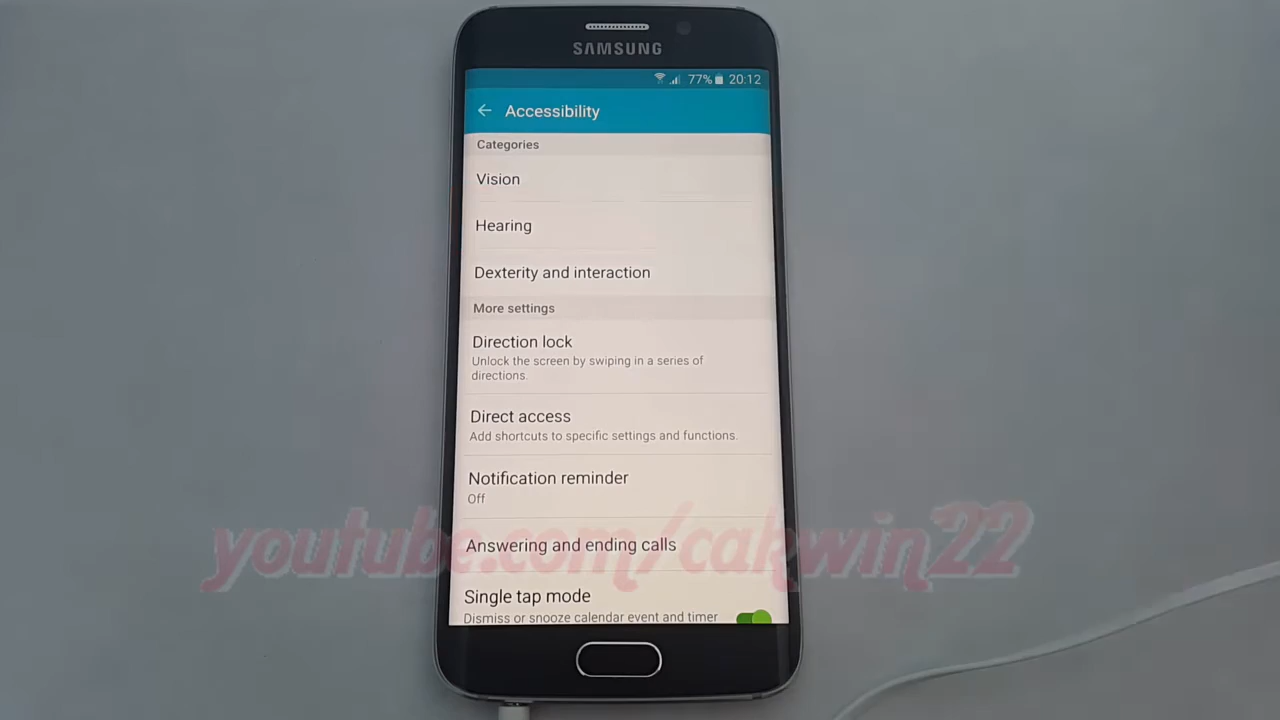 SAMSUNG
77% 20:12
Accessibility
Categories
Vision
Hearing
Dexterity and interaction
More settings
Direction lock
Unlock the screen by swiping in a series of
directions.
Direct access
Add shortcuts to specific settings and functions.
Notification reminder
Off
youtube.com/cakwin22
Answering and ending calls
Single tap mode
Dismiss or snooze calendar event and timer